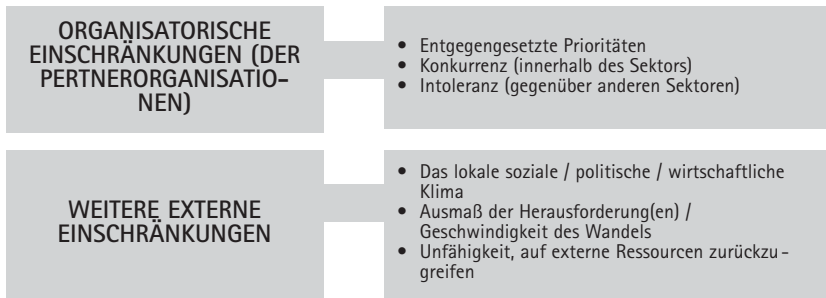 ORGANISATORISCHE
EINSCHRÄNKUNGEN (DER
PERTNERORGANISATIO-
NEN)
• Entgegengesetzte Prioritäten
• Konkurrenz (innerhalb des Sektors)
• Intoleranz (gegenüber anderen Sektoren)
WEITERE EXTERNE
EINSCHRÄNKUNGEN
• Das lokale soziale / politische / wirtschaftliche
Klima
• Ausmaß der Herausforderung(en) /
Geschwindigkeit des Wandels
• Unfähigkeit, auf externe Ressourcen zurückzu-
greifen